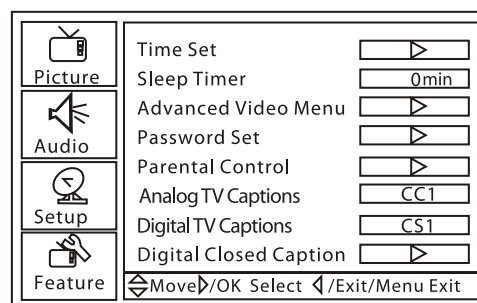 Picture
Audio
Setup
Feature
Time Set
Sleep Timer 0min
Advanced Video Menu
Password Set
Parental Control
Analog TV Captions CC1
Digital TV Captions CS1
Digital Closed Caption
Move /OK Select /Exit/Menu Exit